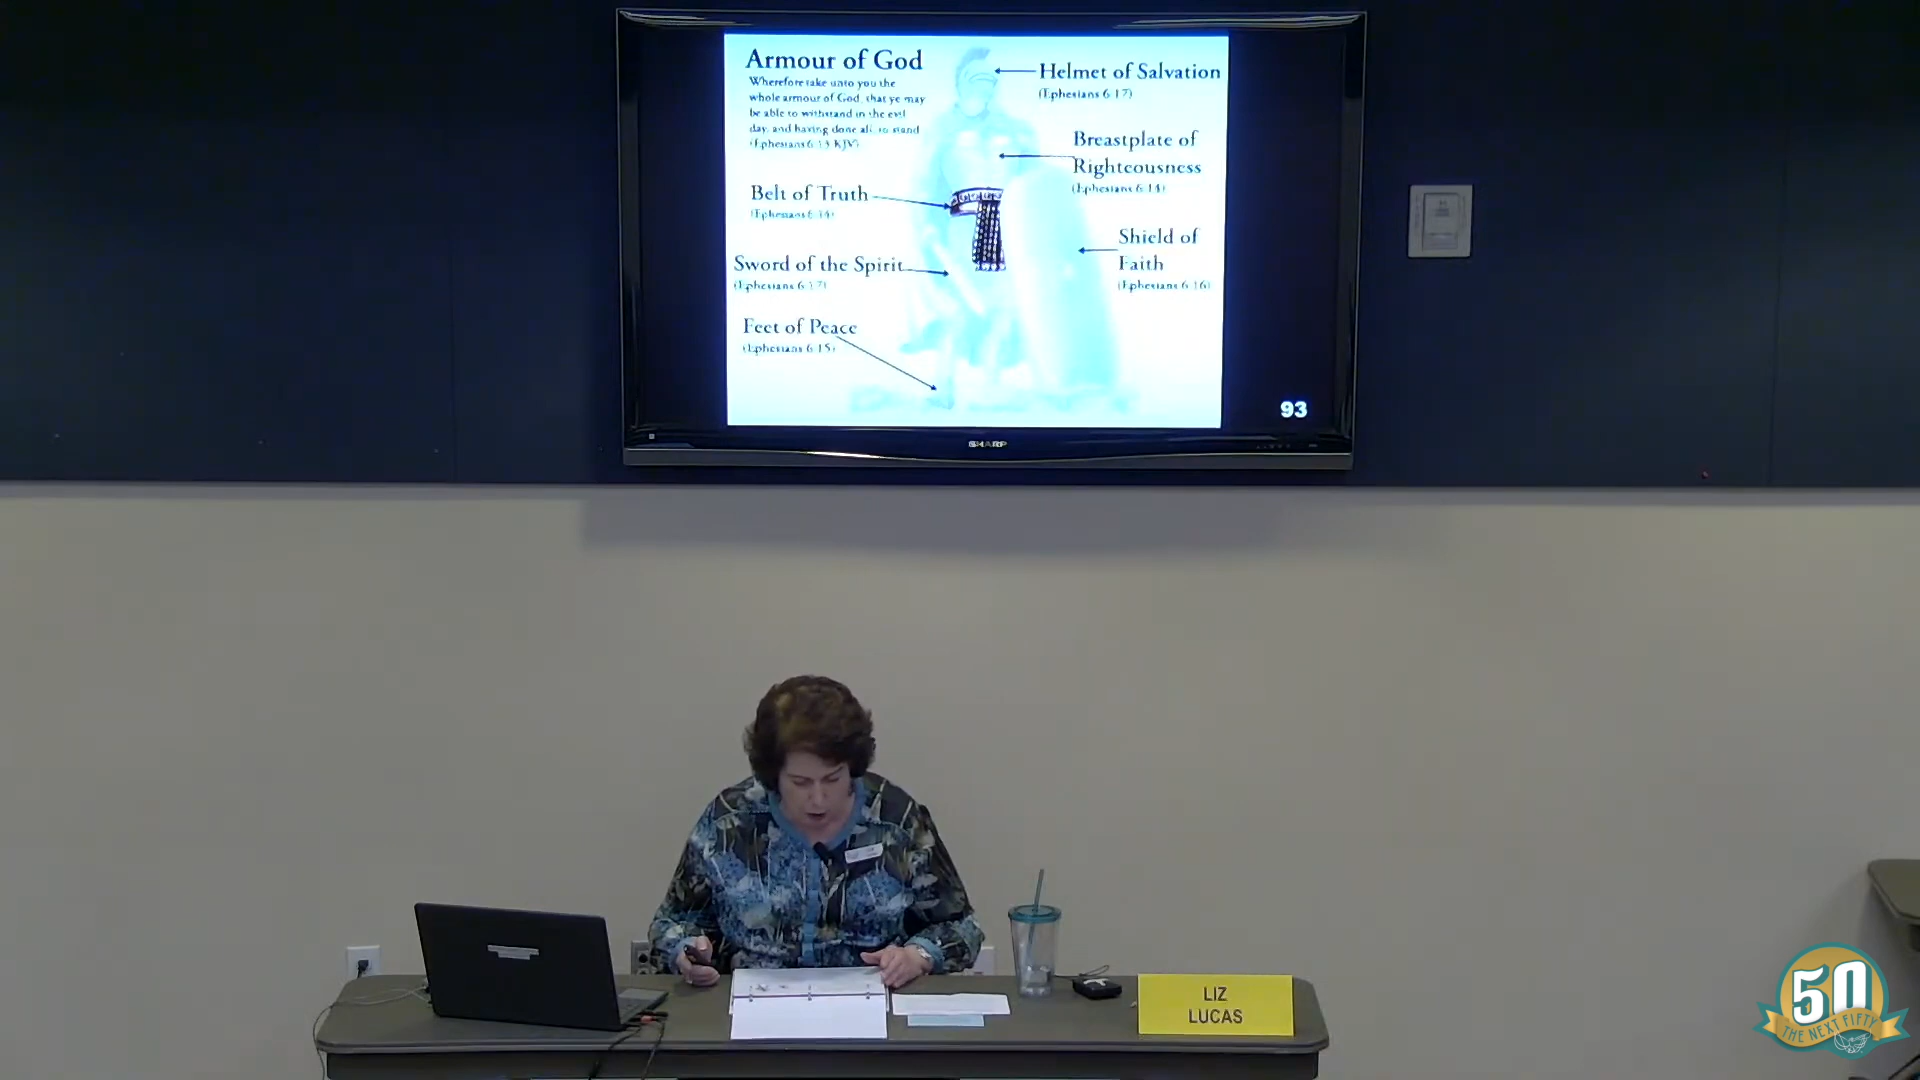 Armour of God
Wherefore take unto you the
whole armour of God, that ye may
be able to withstand in the evil
day, and having done all, to stand
(Ephesians 6:13 KJV)
Helmet of Salvation
(Ephesians 6:17)
Breastplate of
Righteousness
(Ephesians 6:14)
Belt of Truth
(Ephesians 6:14)
Shield of
Faith
(Ephesians 6:16)
Sword of the Spirit
(Ephesians 6:17)
Feet of Peace
(Ephesians 6:15)
93
SHARP
LIZ
LUCAS
50
THE NEXT FIFTY